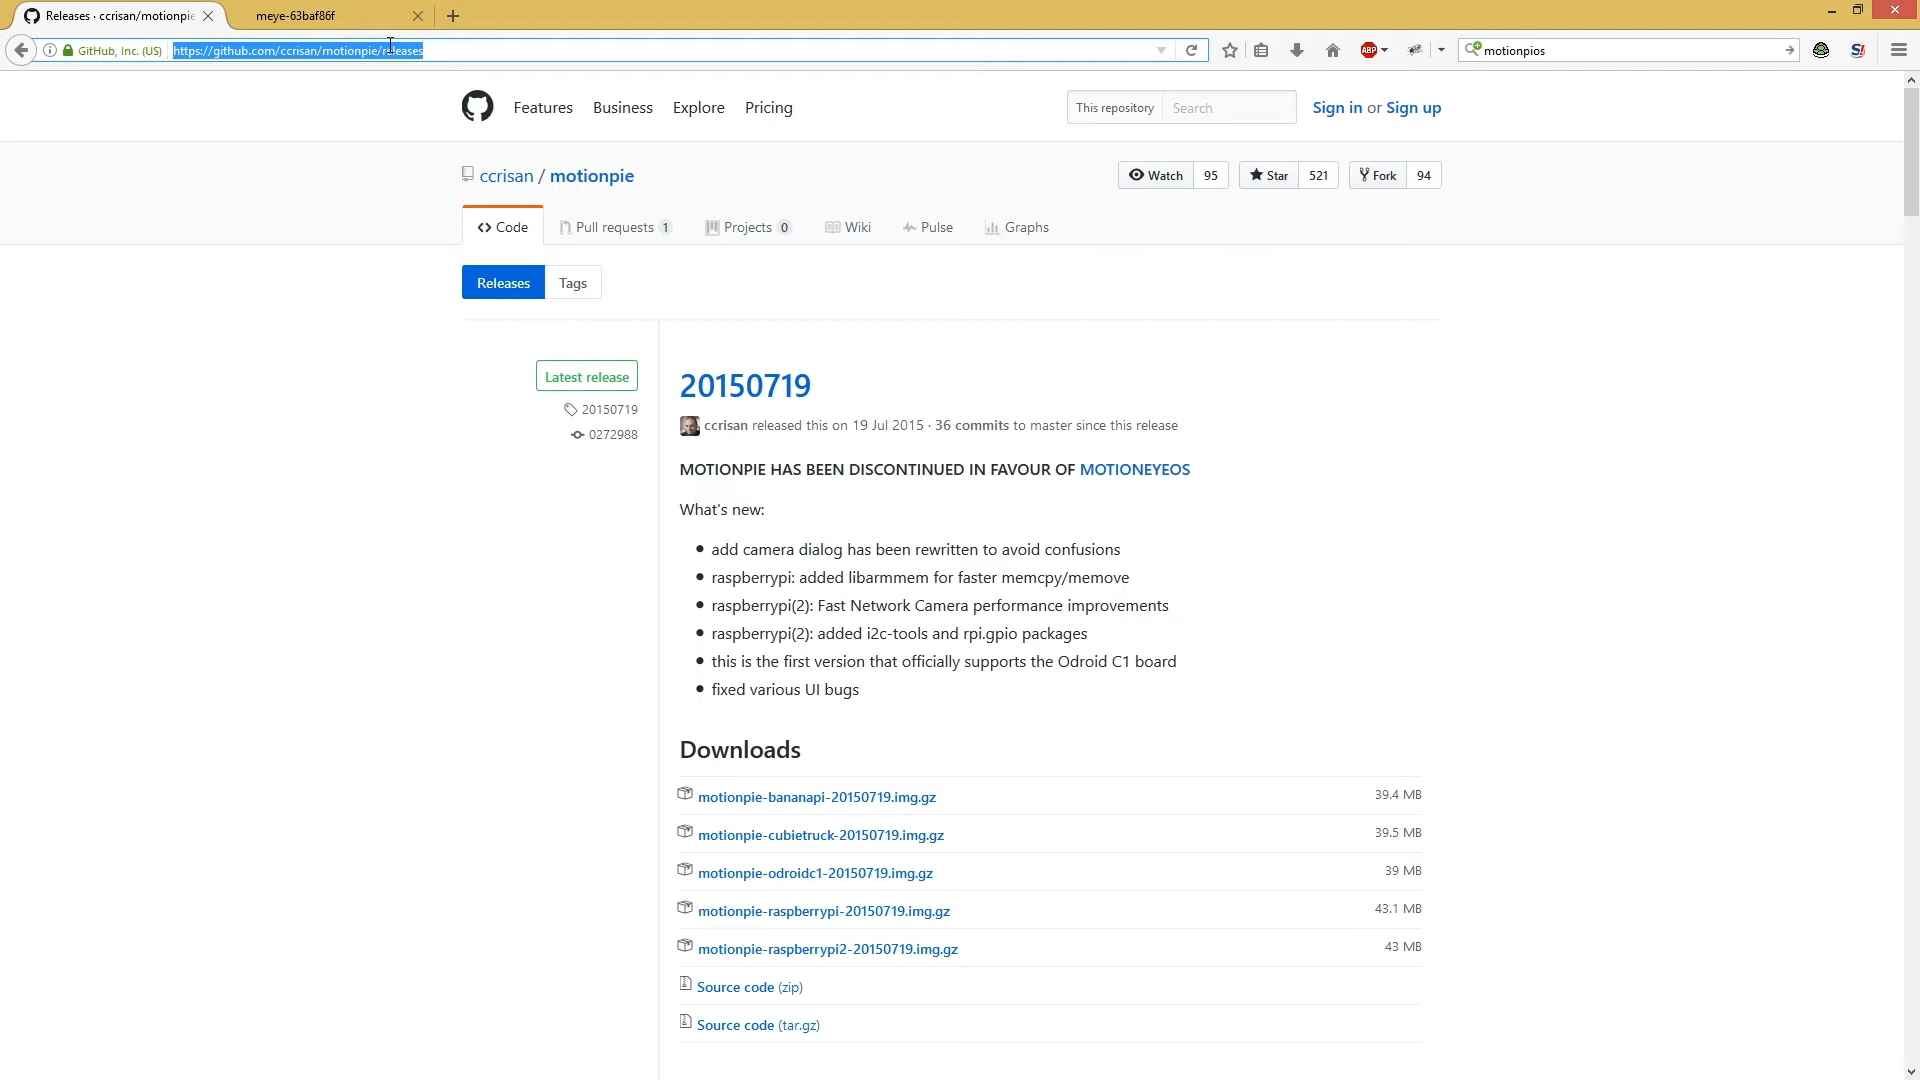 Releases · ccrisan/motionpie
meye-63baf86f
GitHub, Inc. (US)
https://github.com/ccrisan/motionpie/releases
ABP
motionpios
Features
Business
Explore
Pricing
This repository
Search
Sign in or Sign up
ccrisan / motionpie
Watch 95
Star 521
Fork 94
Code
Pull requests 1
Projects 0
Wiki
Pulse
Graphs
Releases
Tags
Latest release
20150719
0272988
20150719
ccrisan released this on 19 Jul 2015 · 36 commits to master since this release
MOTIONPIE HAS BEEN DISCONTINUED IN FAVOUR OF MOTIONEYEOS
What's new:
add camera dialog has been rewritten to avoid confusions
raspberrypi: added libarmmem for faster memcpy/memove
raspberrypi(2): Fast Network Camera performance improvements
raspberrypi(2): added i2c-tools and rpi.gpio packages
this is the first version that officially supports the Odroid C1 board
fixed various UI bugs
Downloads
motionpie-bananapi-20150719.img.gz 39.4 MB
motionpie-cubietruck-20150719.img.gz 39.5 MB
motionpie-odroidc1-20150719.img.gz 39 MB
motionpie-raspberrypi-20150719.img.gz 43.1 MB
motionpie-raspberrypi2-20150719.img.gz 43 MB
Source code (zip)
Source code (tar.gz)